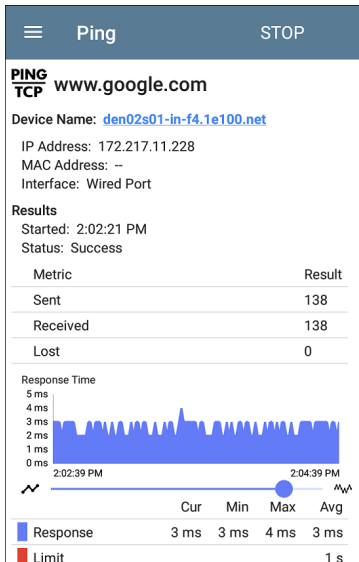 Ping STOP
PING
TCP www.google.com
Device Name: den02s01-in-f4.1e100.net
IP Address: 172.217.11.228
MAC Address: --
Interface: Wired Port
Results
Started: 2:02:21 PM
Status: Success
Metric Result
Sent 138
Received 138
Lost 0
Response Time
5 ms
4 ms
3 ms
2 ms
1 ms
0 ms
2:02:39 PM 2:04:39 PM
Cur Min Max Avg
Response 3 ms 3 ms 4 ms 3 ms
Limit 1 s